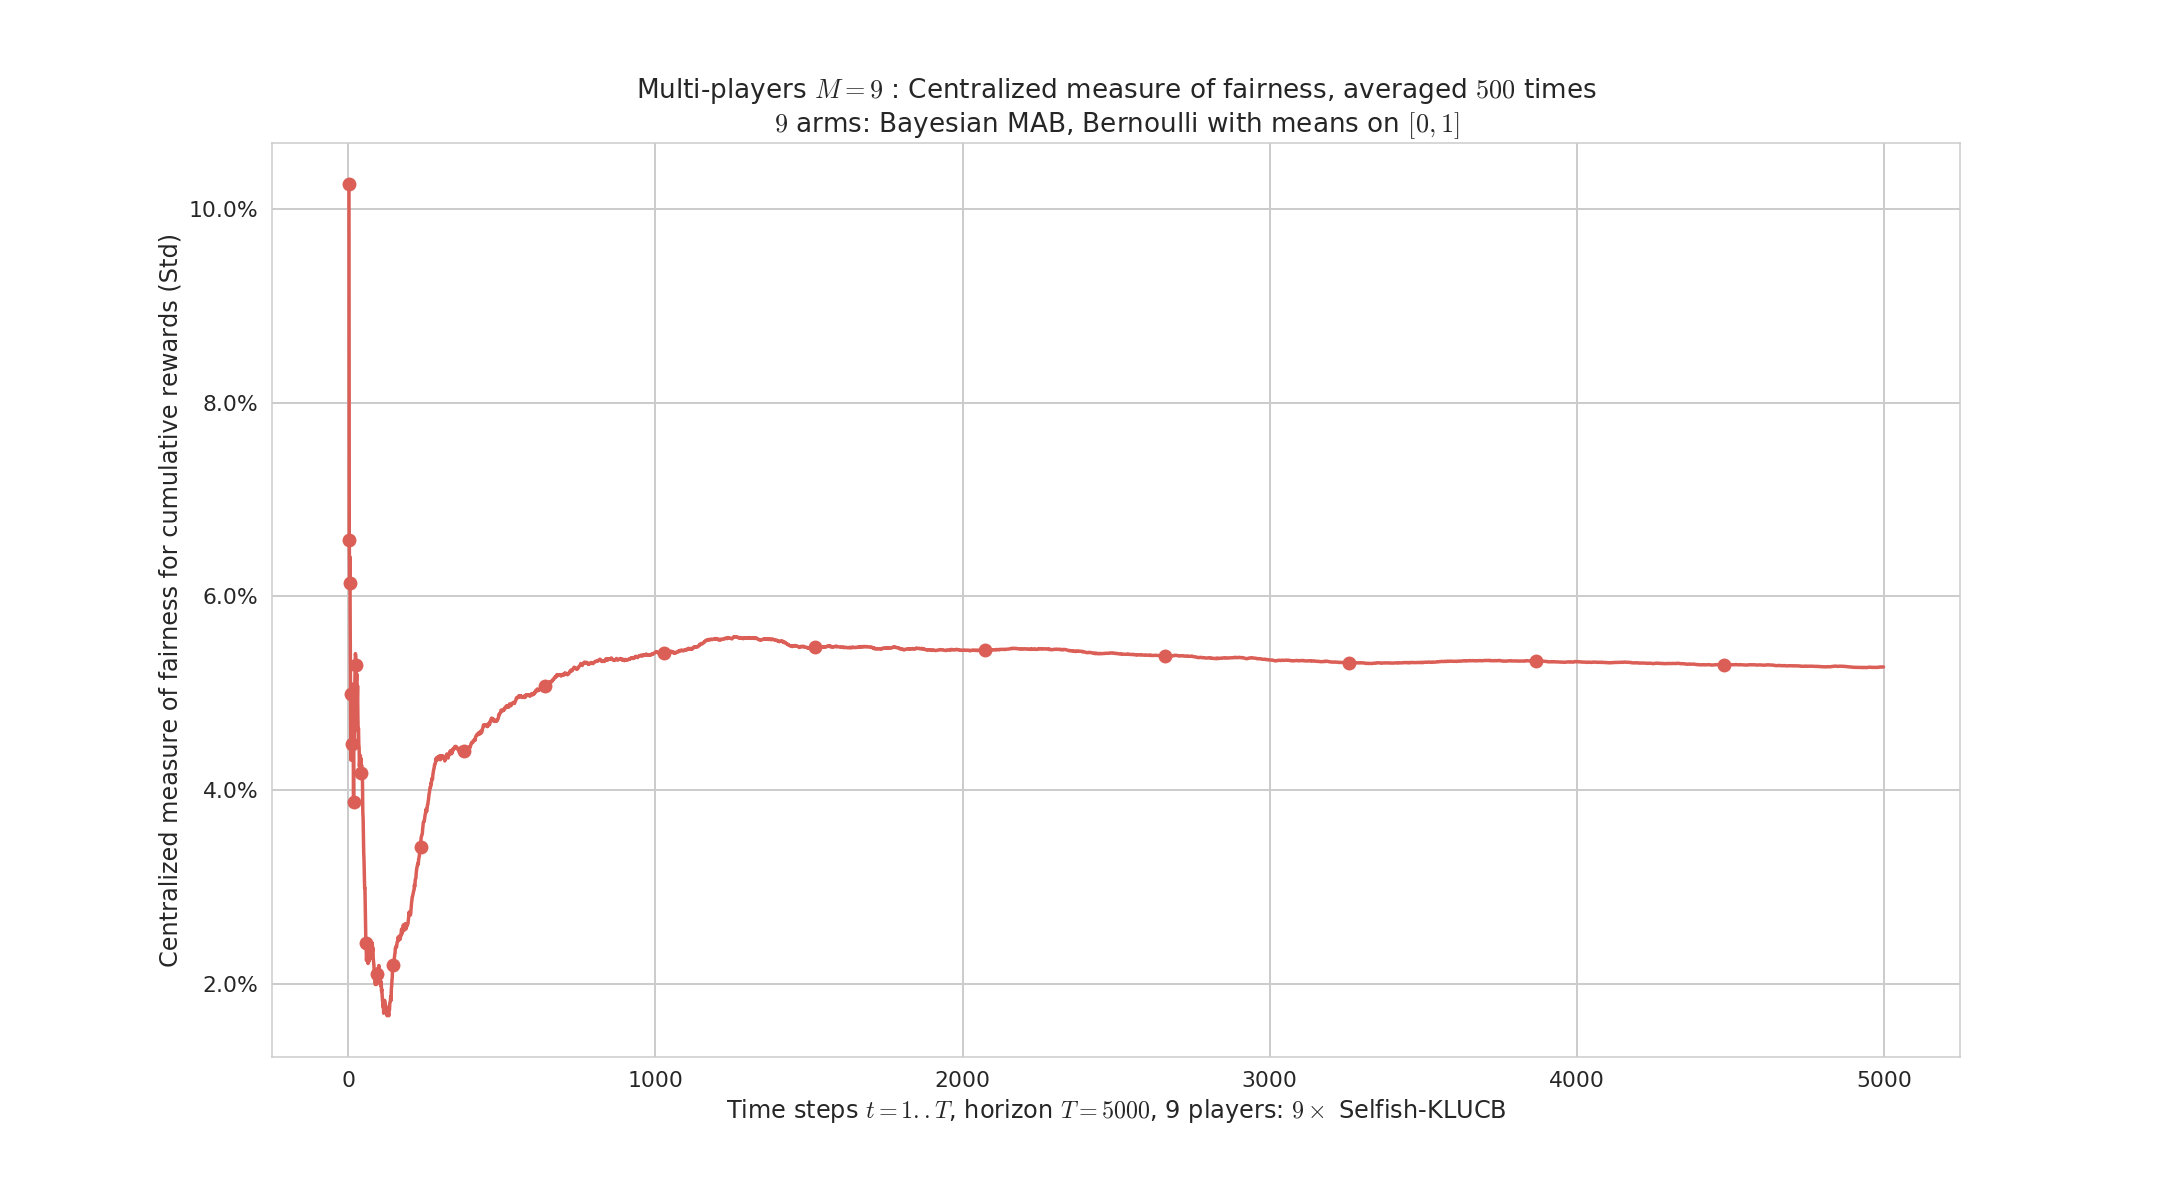 Multi-players M = 9 : Centralized measure of fairness, averaged 500 times
9 arms: Bayesian MAB, Bernoulli with means on [0, 1]
Centralized measure of fairness for cumulative rewards (Std)
10.0%
8.0%
6.0%
4.0%
2.0%
0 1000 2000 3000 4000 5000
Time steps t = 1..T, horizon T = 5000, 9 players: 9× Selfish-KLUCB